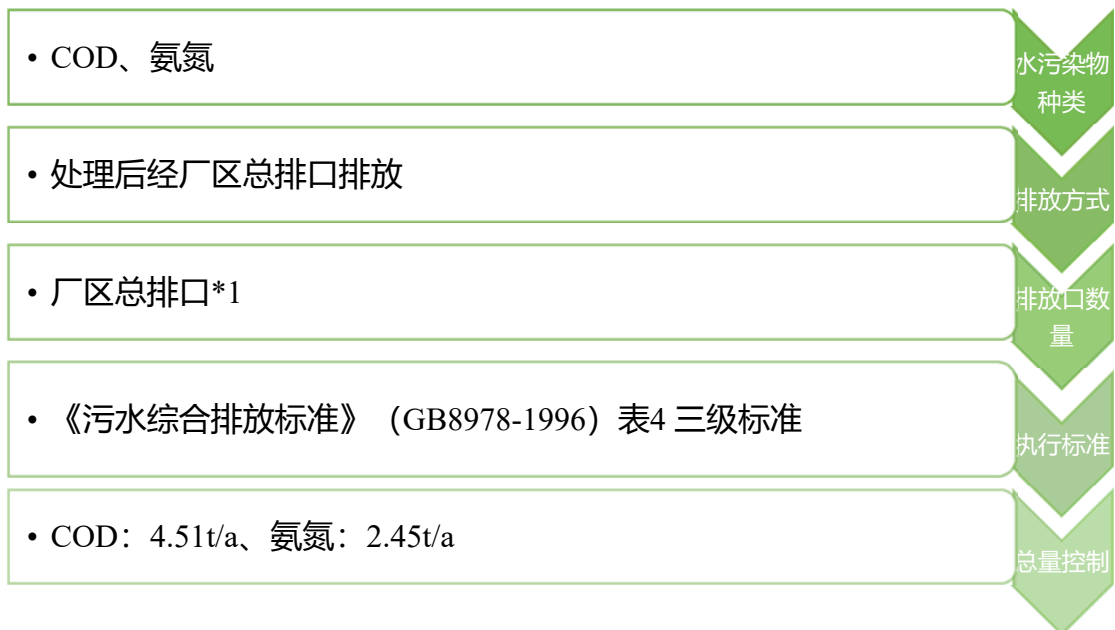 • COD、氨氮
水污染物
种类
• 处理后经厂区总排口排放
排放方式
• 厂区总排口*1
排放口数
量
• 《污水综合排放标准》（GB8978-1996）表4 三级标准
执行标准
• COD：4.51t/a、氨氮：2.45t/a
总量控制